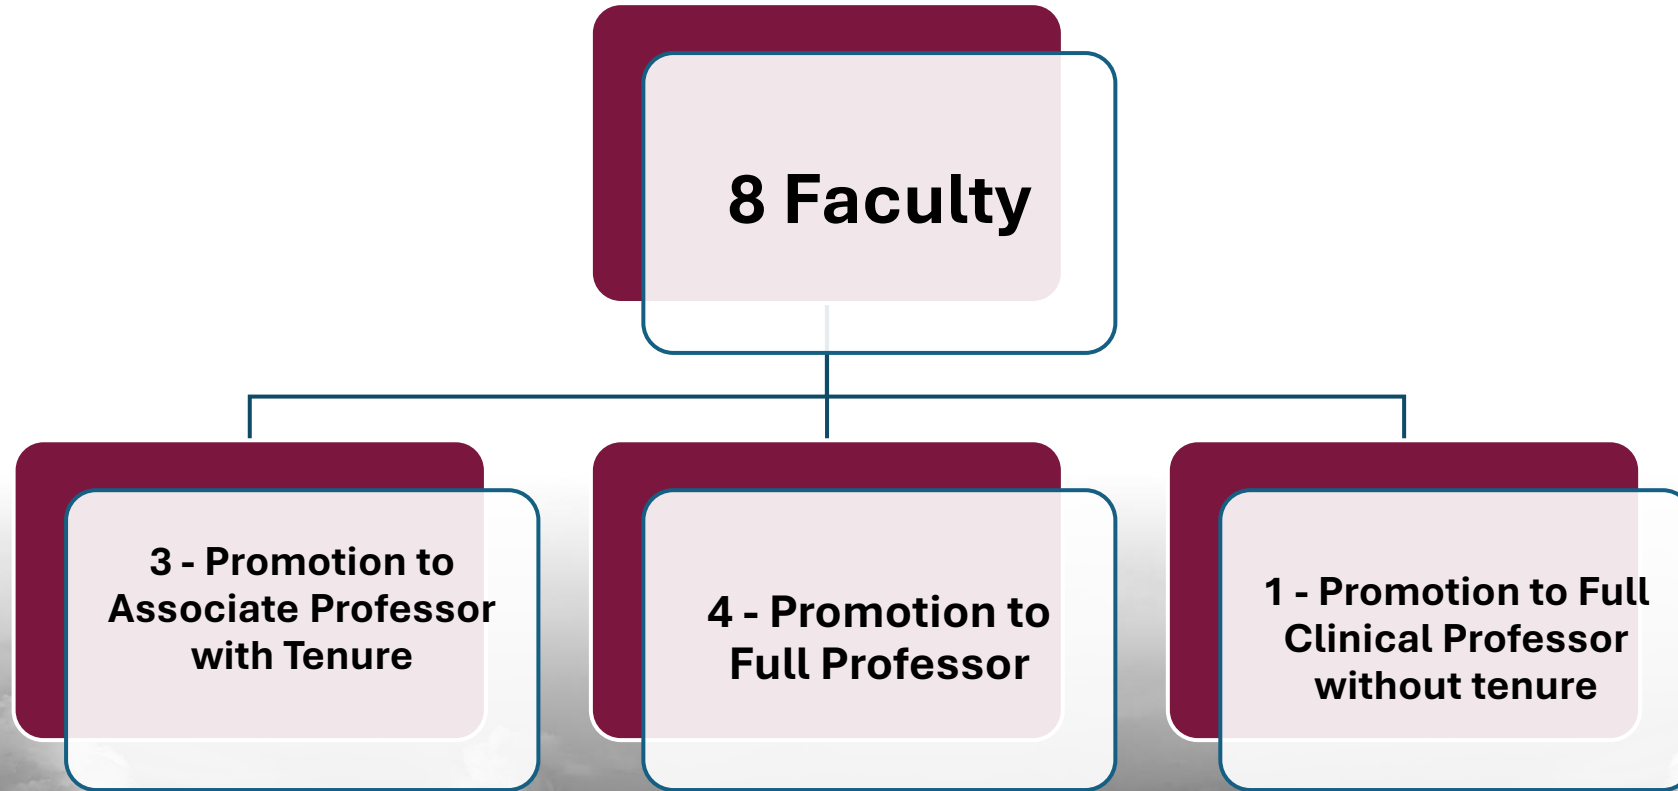 8 Faculty
3 - Promotion to
Associate Professor
with Tenure
4 - Promotion to
Full Professor
1 - Promotion to Full
Clinical Professor
without tenure